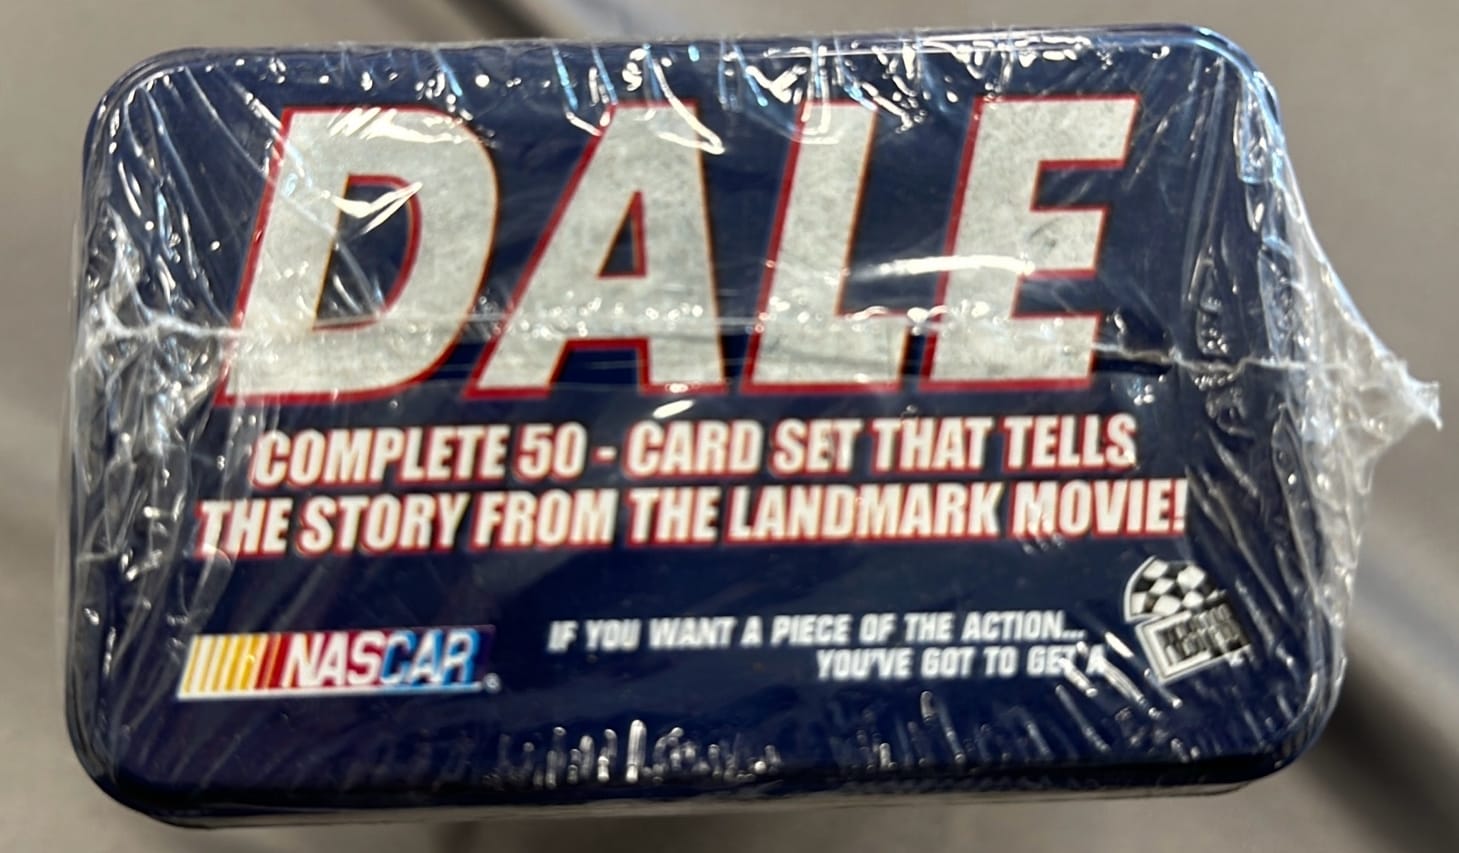 DALE
COMPLETE 50 - CARD SET THAT TELLS
THE STORY FROM THE LANDMARK MOVIE!
NASCAR
IF YOU WANT A PIECE OF THE ACTION...
YOU'VE GOT TO GET A